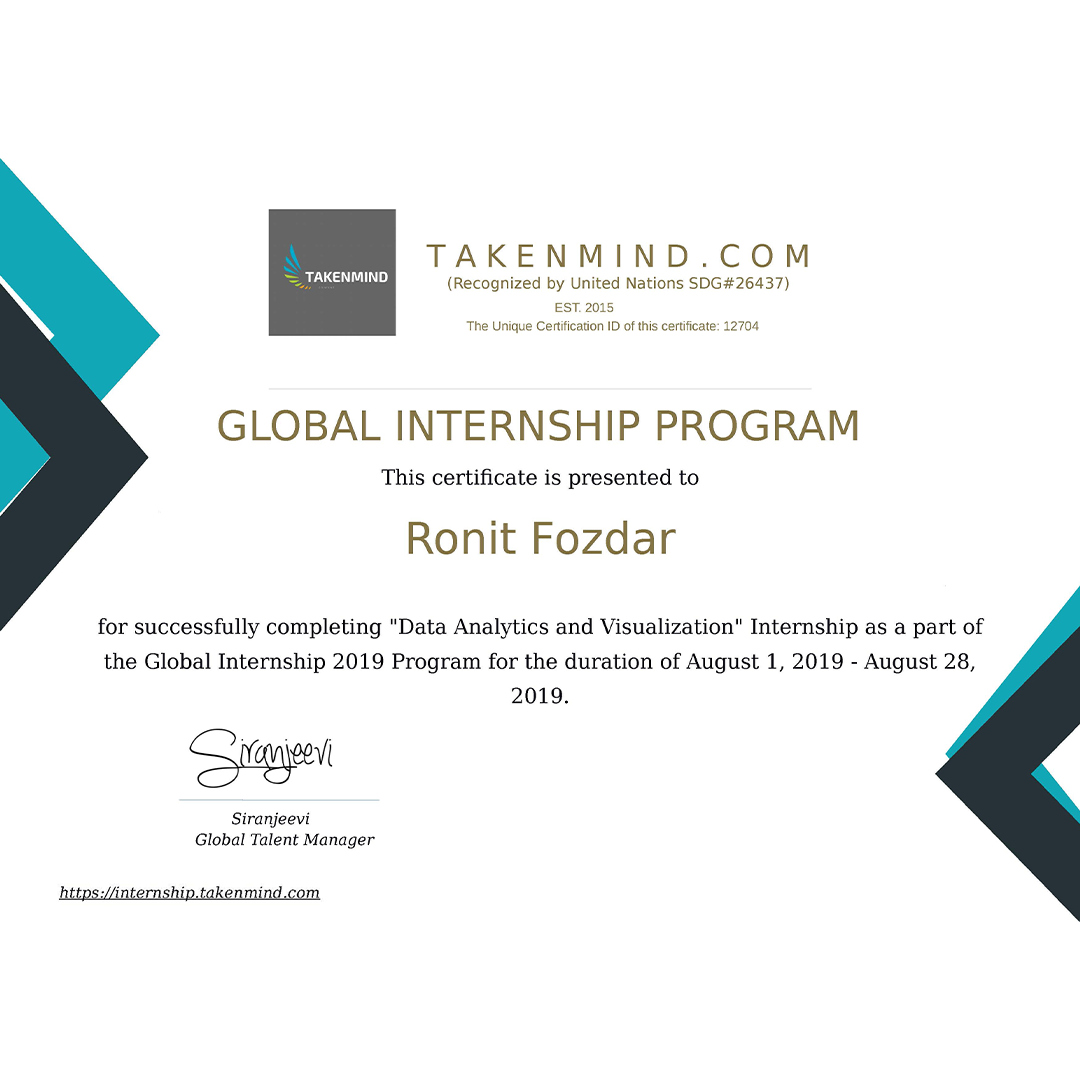 TAKENMIND
TAKENMIND.COM
(Recognized by United Nations SDG#26437)
EST. 2015
The Unique Certification ID of this certificate: 12704
GLOBAL INTERNSHIP PROGRAM
This certificate is presented to
Ronit Fozdar
for successfully completing "Data Analytics and Visualization" Internship as a part of
the Global Internship 2019 Program for the duration of August 1, 2019 - August 28,
2019.
Siranjeevi
Siranjeevi
Global Talent Manager
https://internship.takenmind.com